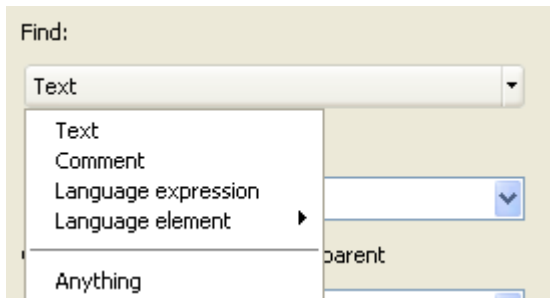 Find:
Text
Text
Comment
Language expression
Language element
parent
Anything